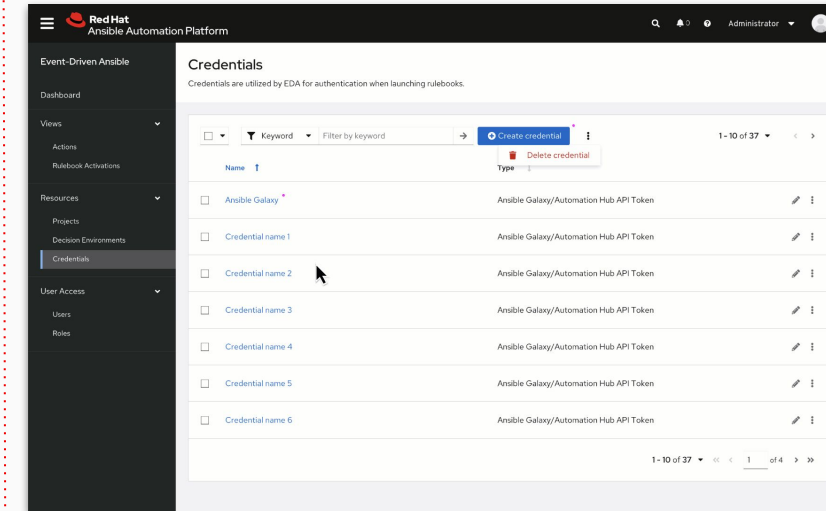 Red Hat
Ansible Automation Platform
Administrator
Event-Driven Ansible
Dashboard
Views
Actions
Rulebook Activations
Resources
Projects
Decision Environments
Credentials
User Access
Users
Roles
Credentials
Credentials are utilized by EDA for authentication when launching rulebooks.
Keyword Filter by keyword Create credential 1 - 10 of 37
Delete credential
Name Type
Ansible Galaxy * Ansible Galaxy/Automation Hub API Token
Credential name 1 Ansible Galaxy/Automation Hub API Token
Credential name 2 Ansible Galaxy/Automation Hub API Token
Credential name 3 Ansible Galaxy/Automation Hub API Token
Credential name 4 Ansible Galaxy/Automation Hub API Token
Credential name 5 Ansible Galaxy/Automation Hub API Token
Credential name 6 Ansible Galaxy/Automation Hub API Token
1 - 10 of 37 1 of 4